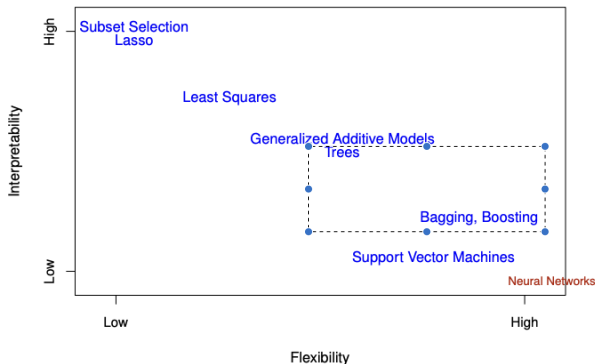 High
Subset Selection
Lasso
Least Squares
Generalized Additive Models
Trees
Interpretability
Bagging, Boosting
Support Vector Machines
Low
Neural Networks
Low
High
Flexibility